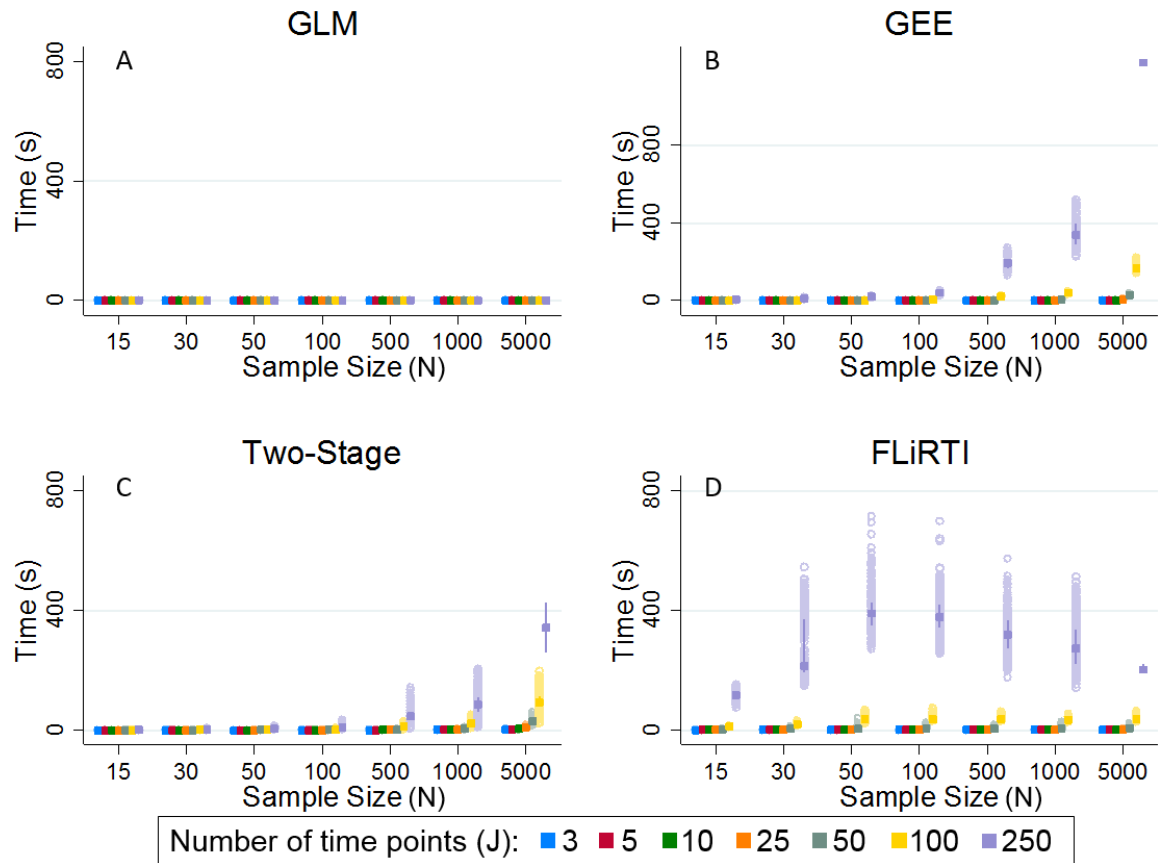 GLM
A
800
400
0
Time (s)
15 30 50 100 500 1000 5000
Sample Size (N)
GEE
B
800
400
0
Time (s)
15 30 50 100 500 1000 5000
Sample Size (N)
Two-Stage
C
800
400
0
Time (s)
15 30 50 100 500 1000 5000
Sample Size (N)
FLiRTI
D
800
400
0
Time (s)
15 30 50 100 500 1000 5000
Sample Size (N)
Number of time points (J): 3 5 10 25 50 100 250